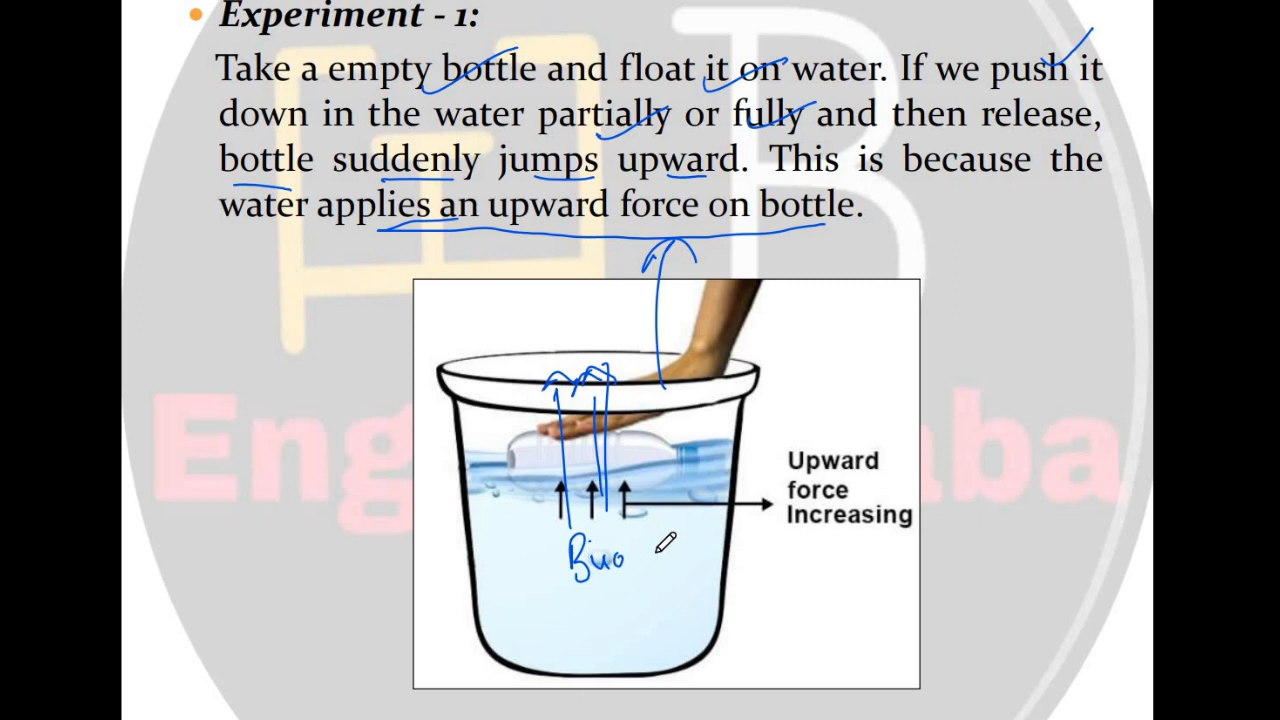 Experiment - 1:
Take a empty bottle and float it on water. If we push it
down in the water partially or fully and then release,
bottle suddenly jumps upward. This is because the
water applies an upward force on bottle.
Upward
force
Increasing
Buo